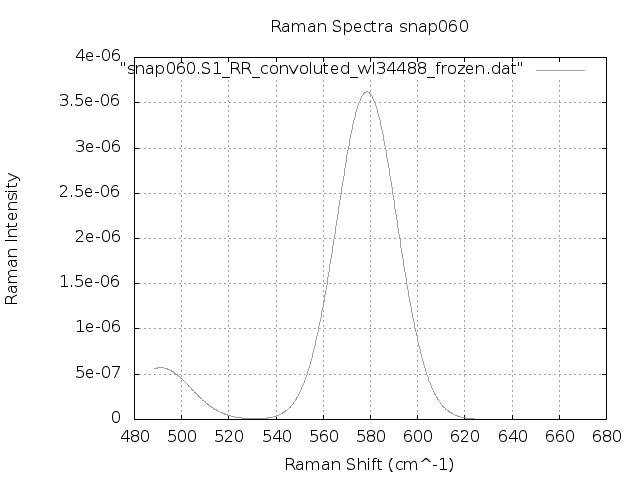 Raman Spectra snap060
"snap060.S1_RR_convoluted_wl34488_frozen.dat"
Raman Intensity
4e-06
3.5e-06
3e-06
2.5e-06
2e-06
1.5e-06
1e-06
5e-07
0
480 500 520 540 560 580 600 620 640 660 680
Raman Shift (cm^-1)